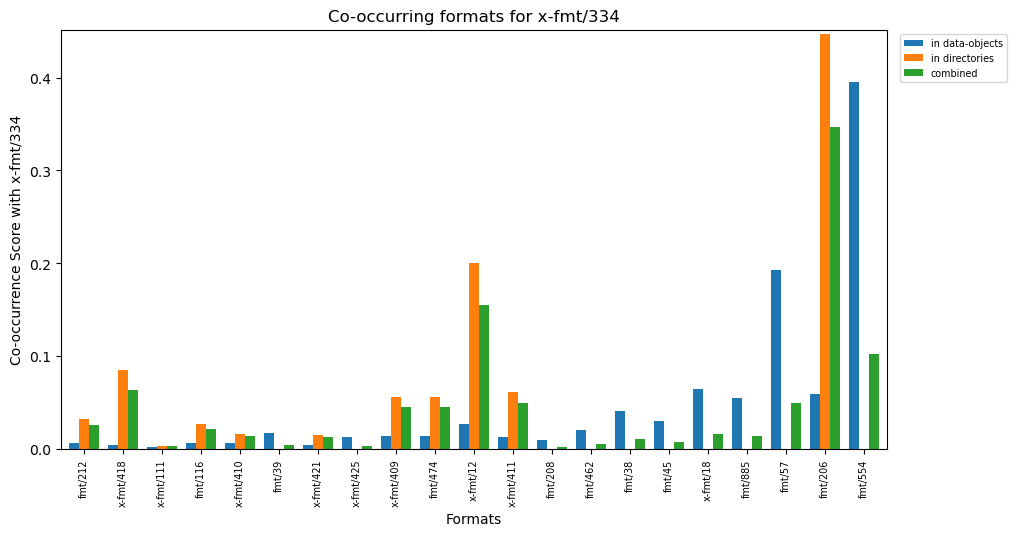 Co-occurring formats for x-fmt/334
in data-objects
in directories
combined
Co-occurrence Score with x-fmt/334
0.4
0.3
0.2
0.1
0.0
fmt/212
x-fmt/418
x-fmt/111
fmt/116
x-fmt/410
fmt/39
x-fmt/421
x-fmt/425
x-fmt/409
fmt/474
x-fmt/12
x-fmt/411
fmt/208
fmt/462
fmt/38
fmt/45
x-fmt/18
fmt/885
fmt/57
fmt/206
fmt/554
Formats